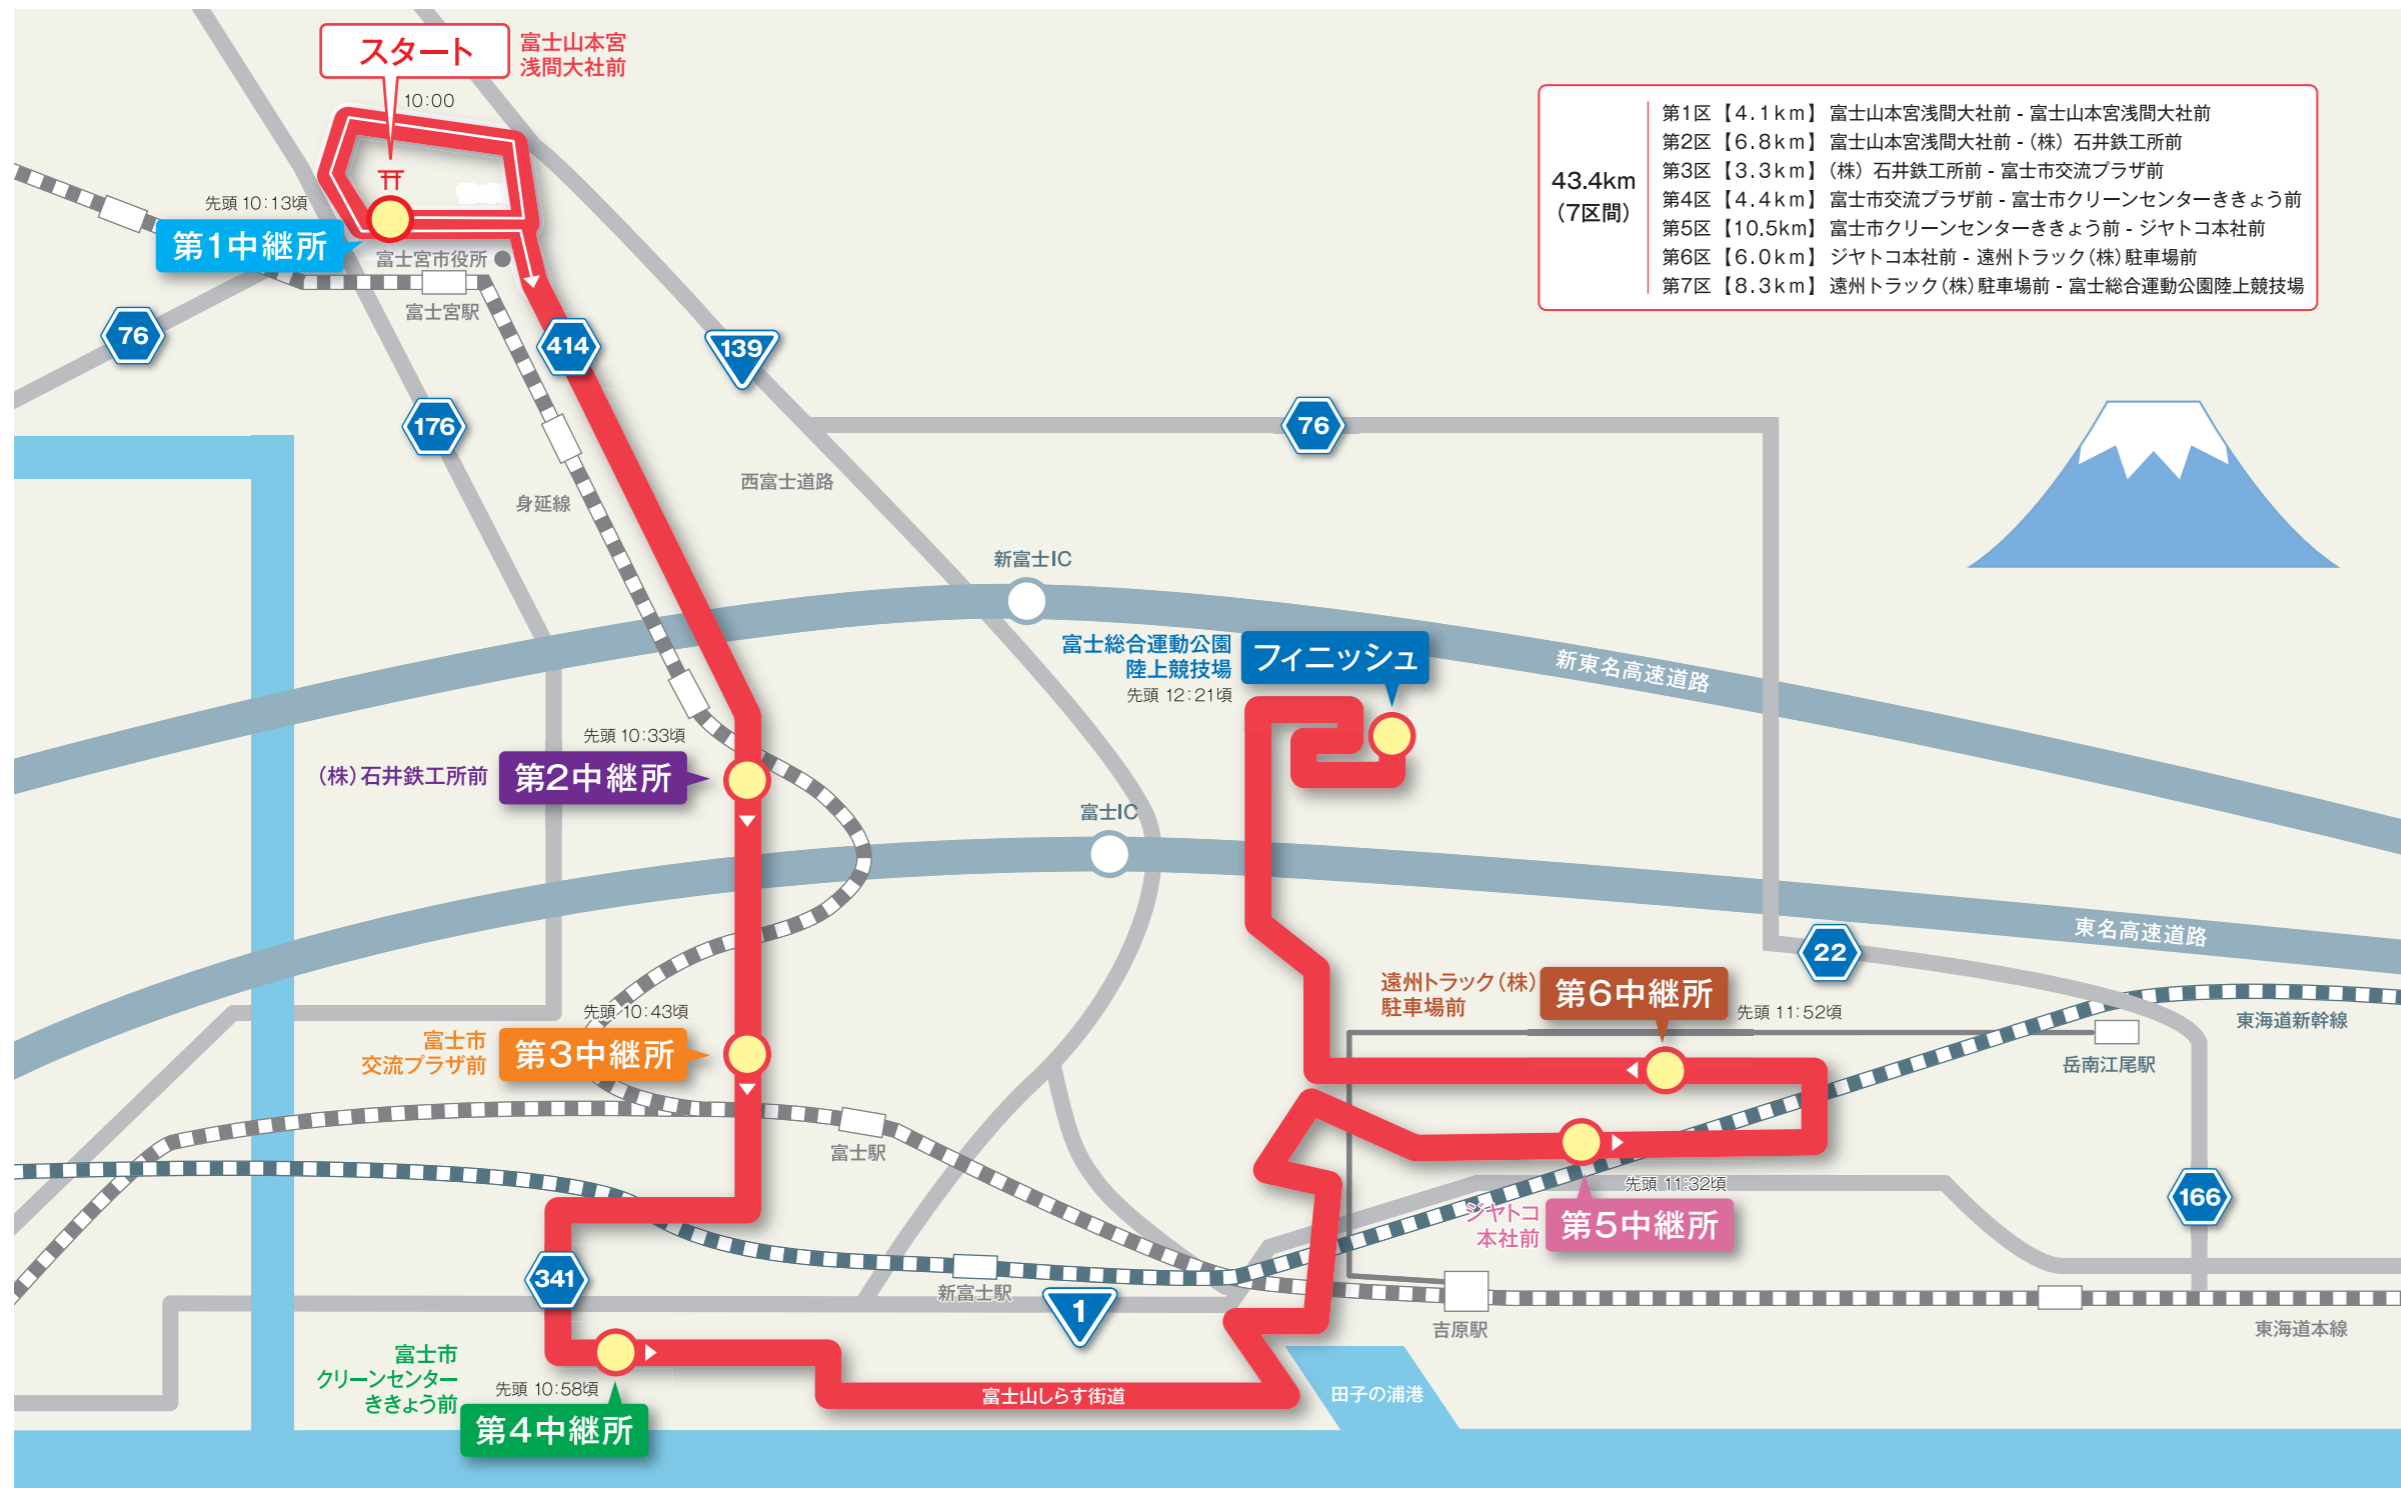 スタート
富士山本宮
浅間大社前
10:00
43.4km
（7区間）
第1区【4.1km】富士山本宮浅間大社前 - 富士山本宮浅間大社前
第2区【6.8km】富士山本宮浅間大社前 -（株）石井鉄工所前
第3区【3.3km】（株）石井鉄工所前 - 富士市交流プラザ前
第4区【4.4km】富士市交流プラザ前 - 富士市クリーンセンターききょう前
第5区【10.5km】富士市クリーンセンターききょう前 - ジヤトコ本社前
第6区【6.0km】ジヤトコ本社前 - 遠州トラック（株）駐車場前
第7区【8.3km】遠州トラック（株）駐車場前 - 富士総合運動公園陸上競技場
先頭 10:13頃
第1中継所
富士宮市役所
富士宮駅
76
414
139
176
76
西富士道路
身延線
新富士IC
富士総合運動公園
陸上競技場
フィニッシュ
先頭 12:21頃
新東名高速道路
先頭 10:33頃
（株）石井鉄工所前
第2中継所
富士IC
東名高速道路
22
遠州トラック（株）
駐車場前
第6中継所
先頭 11:52頃
先頭 10:43頃
富士市
交流プラザ前
第3中継所
東海道新幹線
岳南江尾駅
富士駅
先頭 11:32頃
ジヤトコ
本社前
第5中継所
166
341
新富士駅
1
吉原駅
東海道本線
富士市
クリーンセンター
ききょう前
先頭 10:58頃
第4中継所
富士山しらす街道
田子の浦港